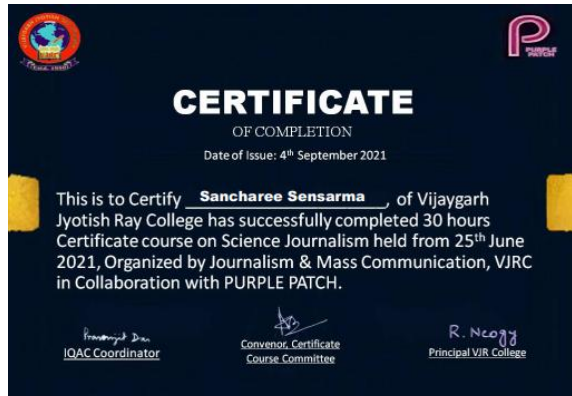 PURPLE
PATCH
CERTIFICATE
OF COMPLETION
Date of Issue: 4th September 2021
This is to Certify Sancharee Sensarma, of Vijaygarh
Jyotish Ray College has successfully completed 30 hours
Certificate course on Science Journalism held from 25th June
2021, Organized by Journalism & Mass Communication, VJRC
in Collaboration with PURPLE PATCH.
R. Neogy
IQAC Coordinator
Convenor, Certificate
Course Committee
Principal VJR College